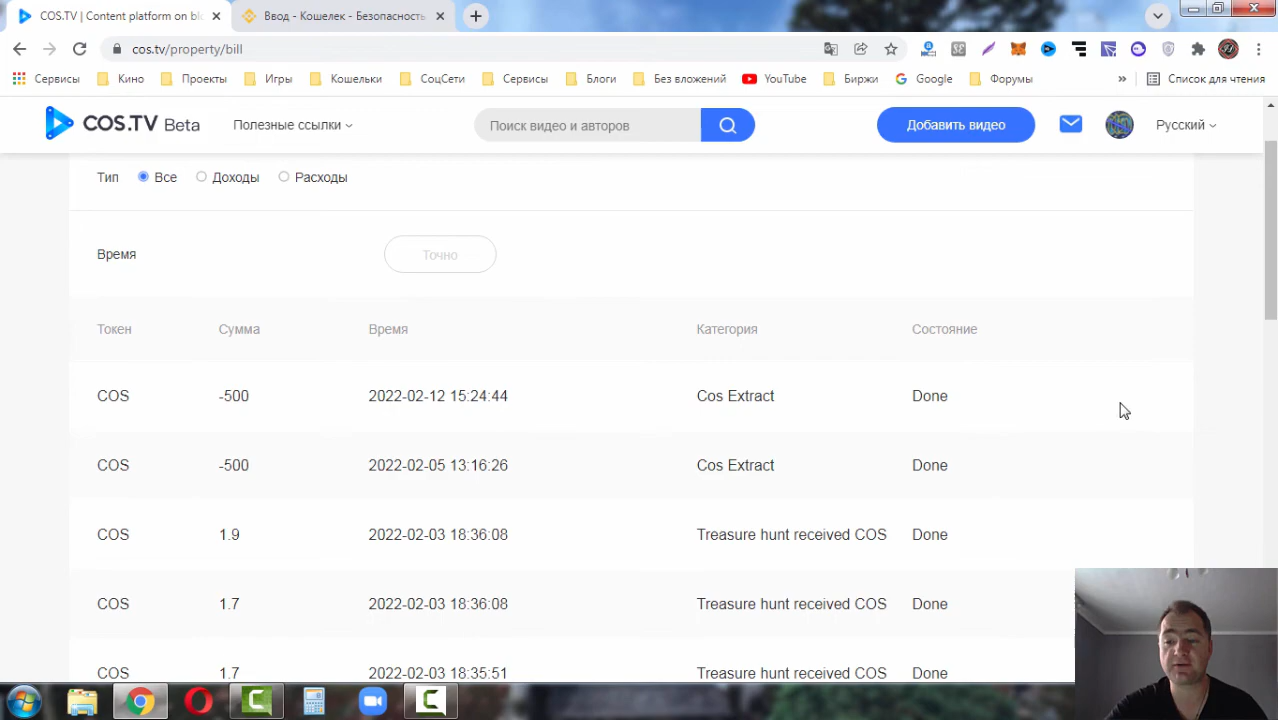 COS.TV | Content platform on blo
Ввод - Кошелек - Безопасность
cos.tv/property/bill
Сервисы
Кино
Проекты
Игры
Кошельки
СоцСети
Сервисы
Блоги
Без вложений
YouTube
Биржи
Google
Форумы
»
Список для чтения
COS.TV Beta
Полезные ссылки
Поиск видео и авторов
Добавить видео
Русский
Тип
Все
Доходы
Расходы
Время
Точно
Токен Сумма Время Категория Состояние
COS -500 2022-02-12 15:24:44 Cos Extract Done
COS -500 2022-02-05 13:16:26 Cos Extract Done
COS 1.9 2022-02-03 18:36:08 Treasure hunt received COS Done
COS 1.7 2022-02-03 18:36:08 Treasure hunt received COS Done
COS 1.7 2022-02-03 18:35:51 Treasure hunt received COS Done